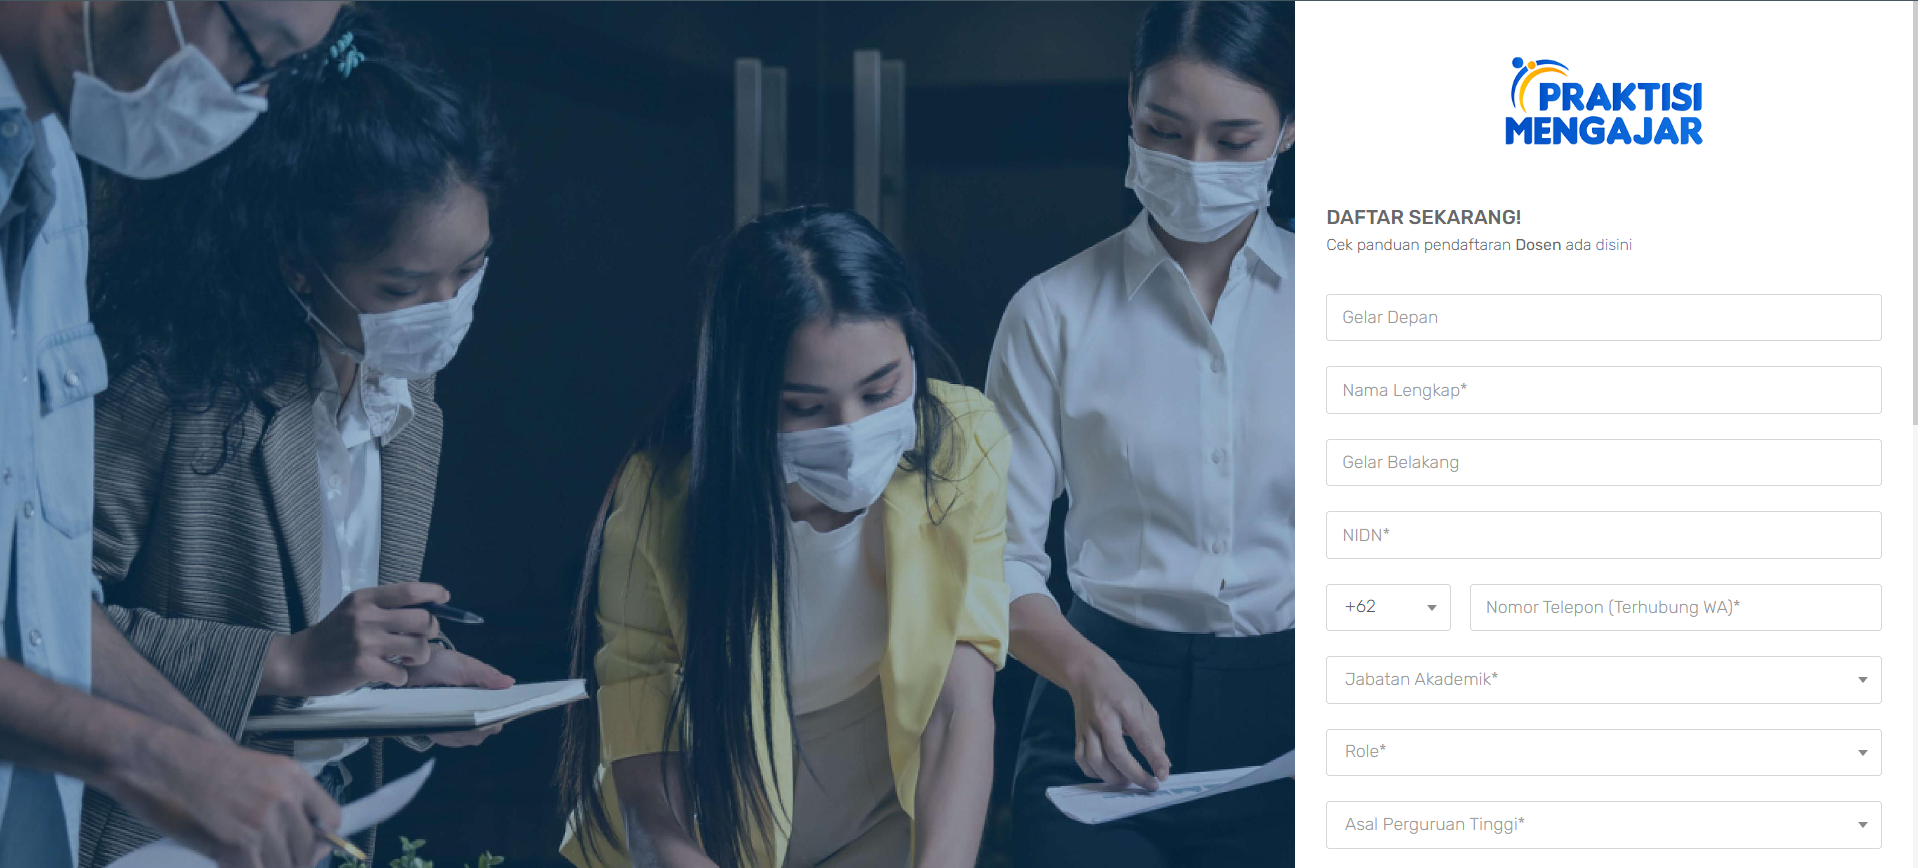 PRAKTISI
MENGAJAR
DAFTAR SEKARANG!
Cek panduan pendaftaran Dosen ada disini
Gelar Depan
Nama Lengkap*
Gelar Belakang
NIDN*
+62 Nomor Telepon (Terhubung WA)*
Jabatan Akademik*
Role*
Asal Perguruan Tinggi*